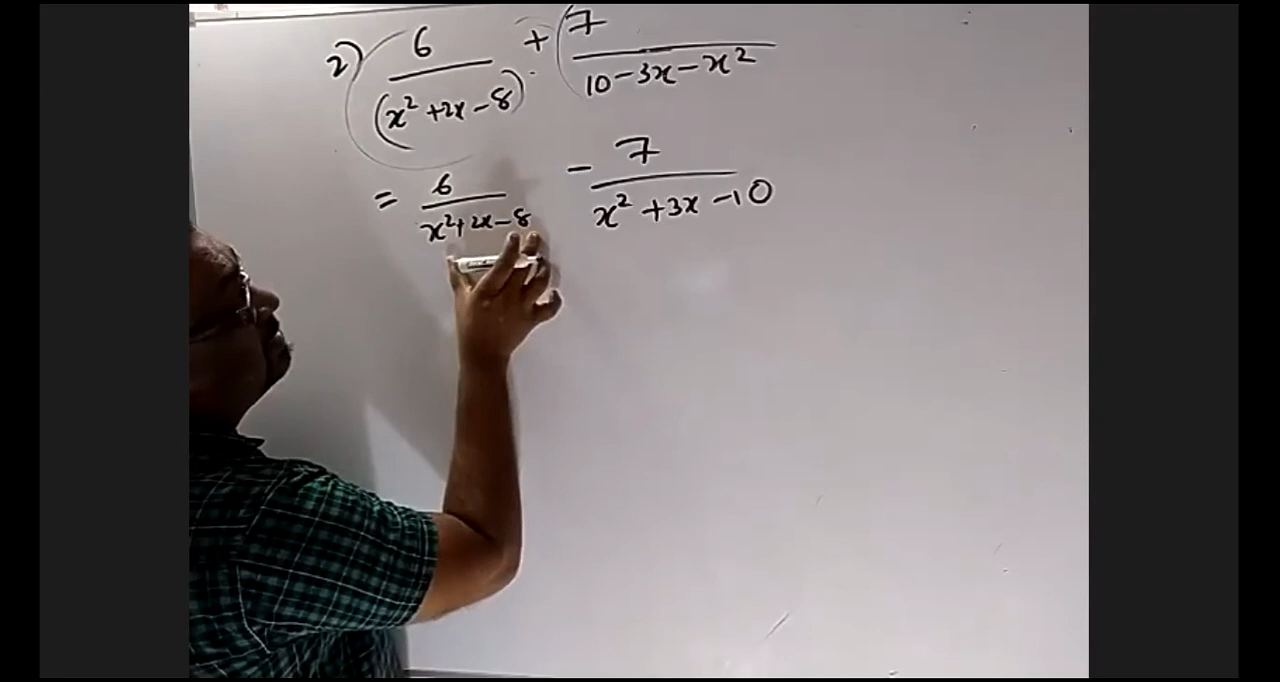 2) 6/(x² + 2x - 8) + 7/(10 - 3x - x²)
= 6/(x² + 2x - 8) - 7/(x² + 3x - 10)